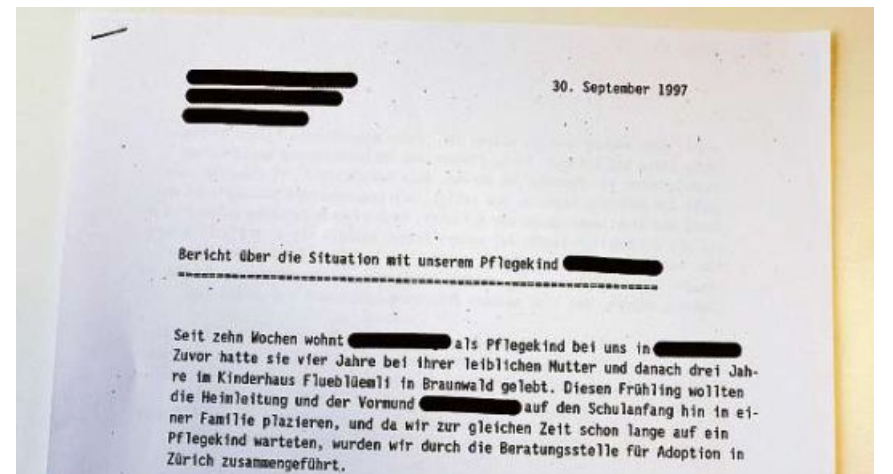 30. September 1997
Bericht über die Situation mit unserem Pflegekind
Seit zehn Wochen wohnt als Pflegekind bei uns in
Zuvor hatte sie vier Jahre bei ihrer leiblichen Mutter und danach drei Jah-
re im Kinderhaus Flueblüemli in Braunwald gelebt. Diesen Frühling wollten
die Heimleitung und der Vormund auf den Schulanfang hin in ei-
ner Familie plazieren, und da wir zur gleichen Zeit schon lange auf ein
Pflegekind warteten, wurden wir durch die Beratungsstelle für Adoption in
Zürich zusammengeführt.